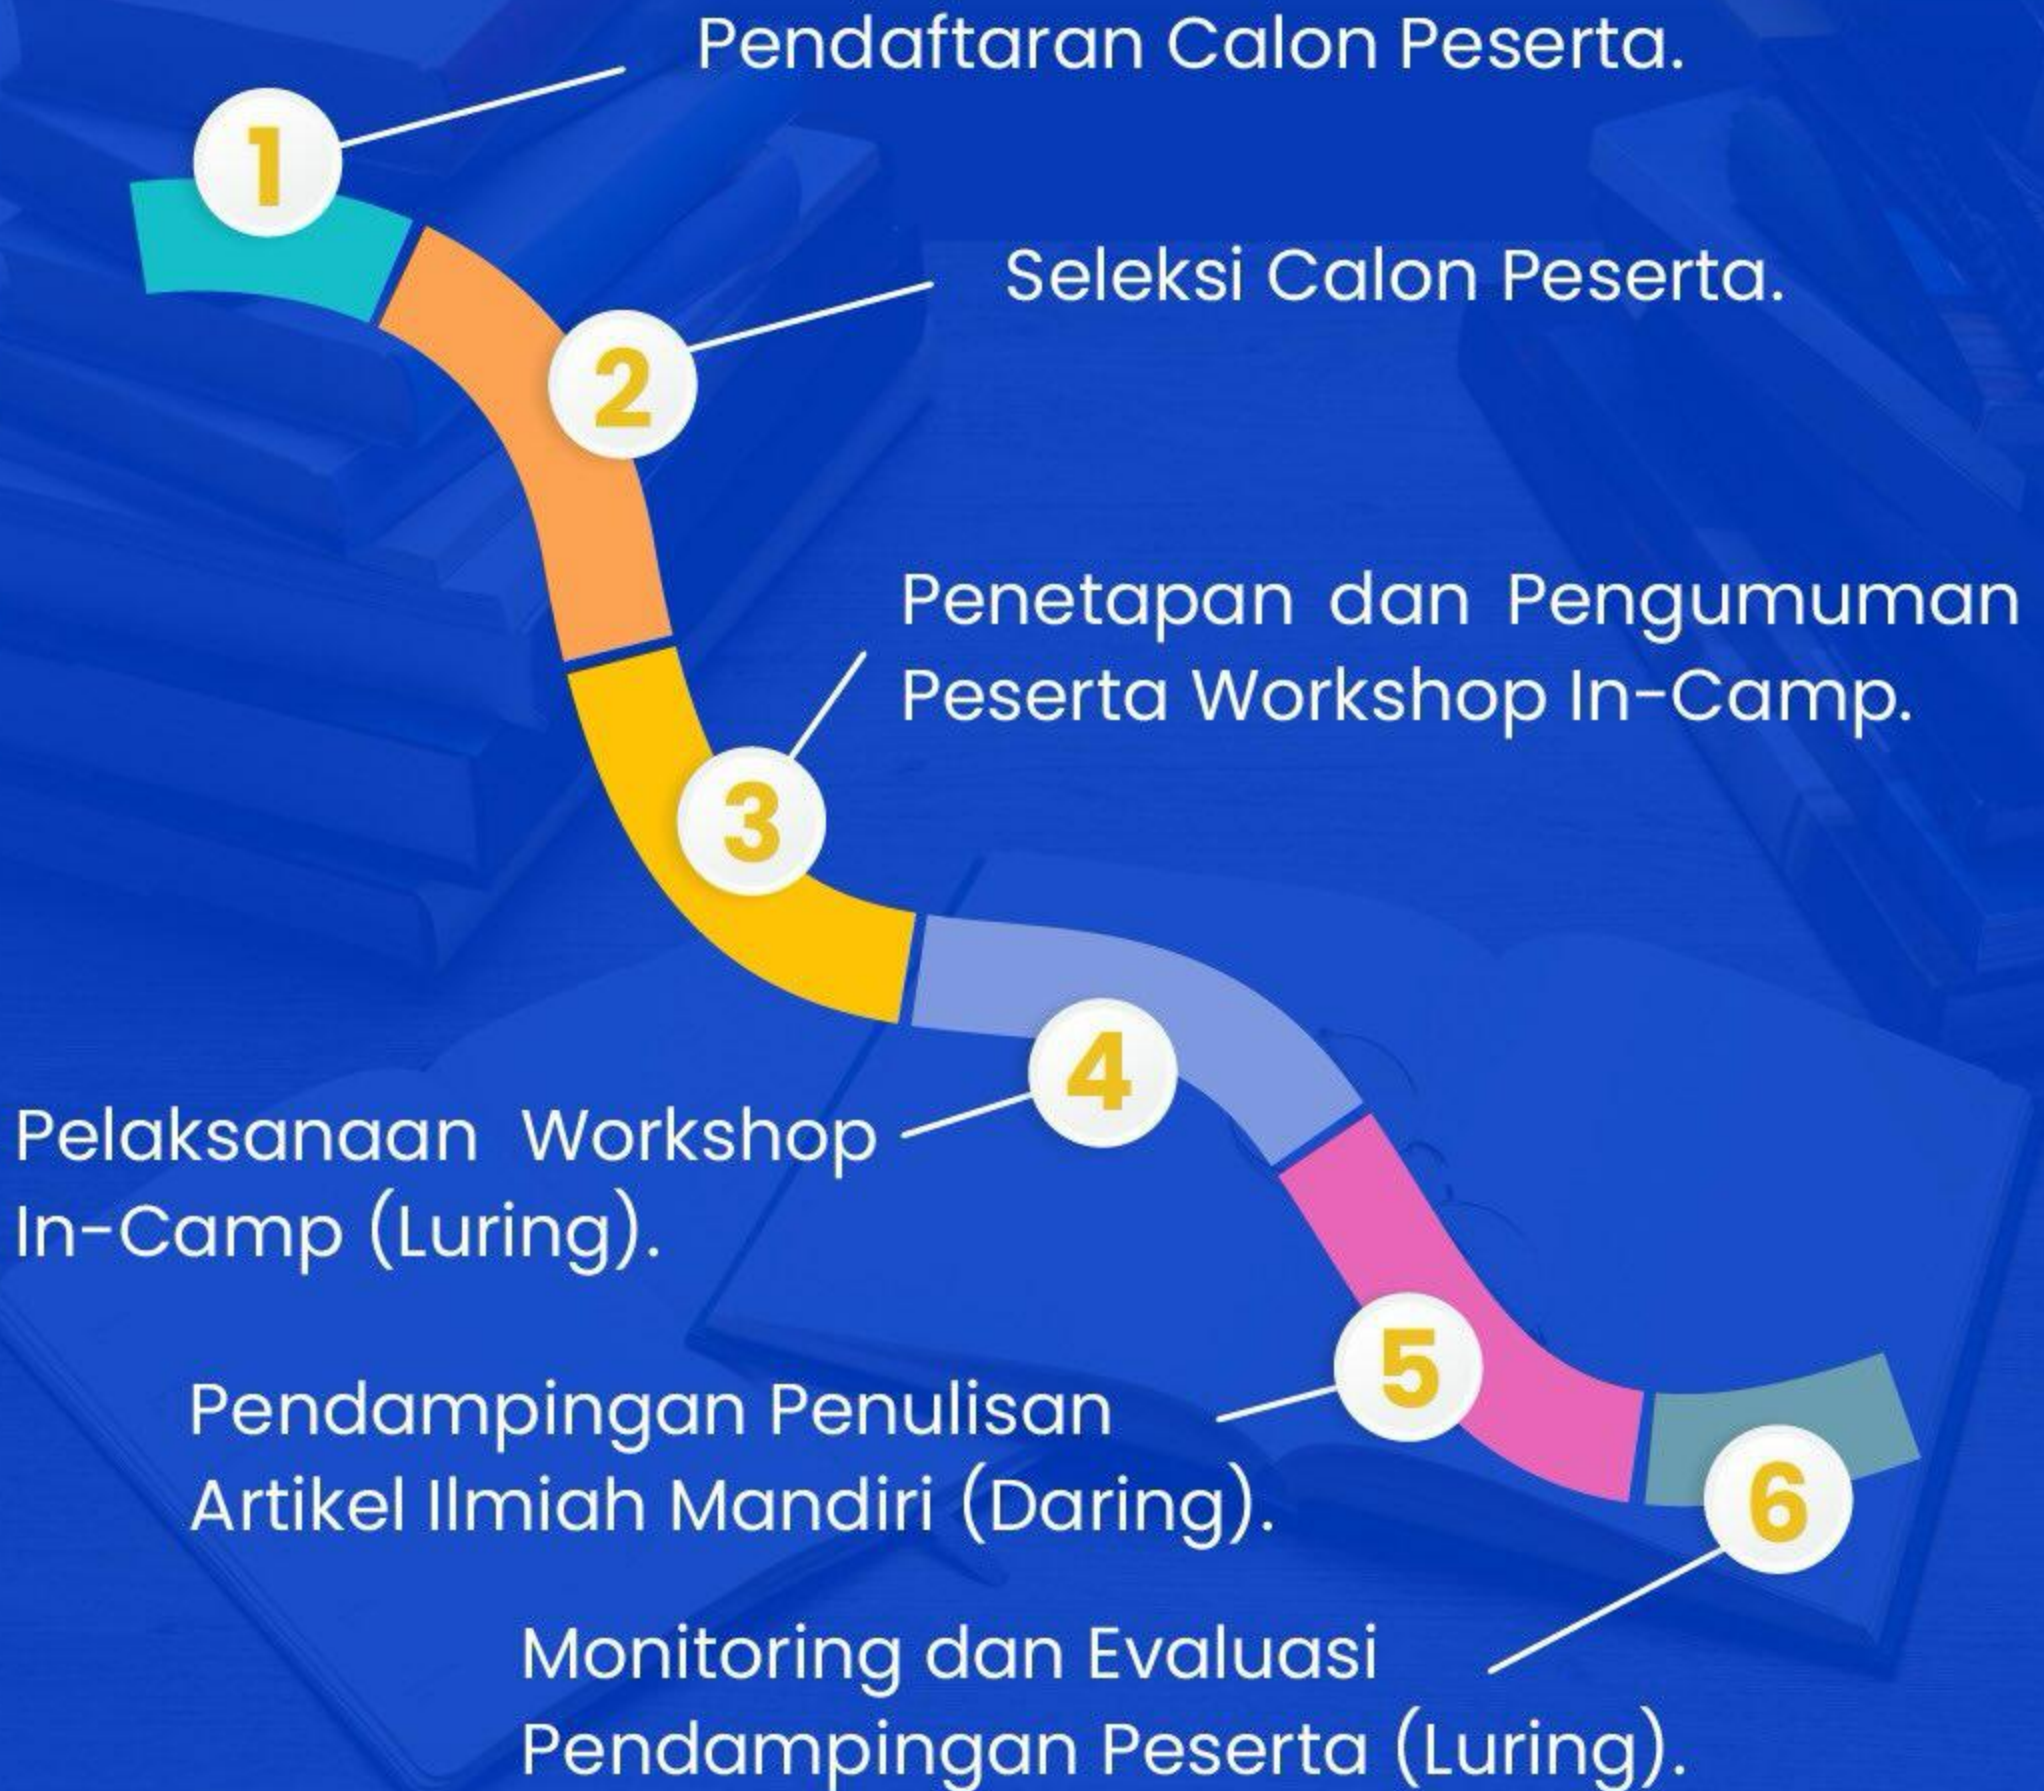 Pendaftaran Calon Peserta.
1
Seleksi Calon Peserta.
2
Penetapan dan Pengumuman
Peserta Workshop In-Camp.
3
4
Pelaksanaan Workshop
In-Camp (Luring).
5
Pendampingan Penulisan
Artikel Ilmiah Mandiri (Daring).
6
Monitoring dan Evaluasi
Pendampingan Peserta (Luring).